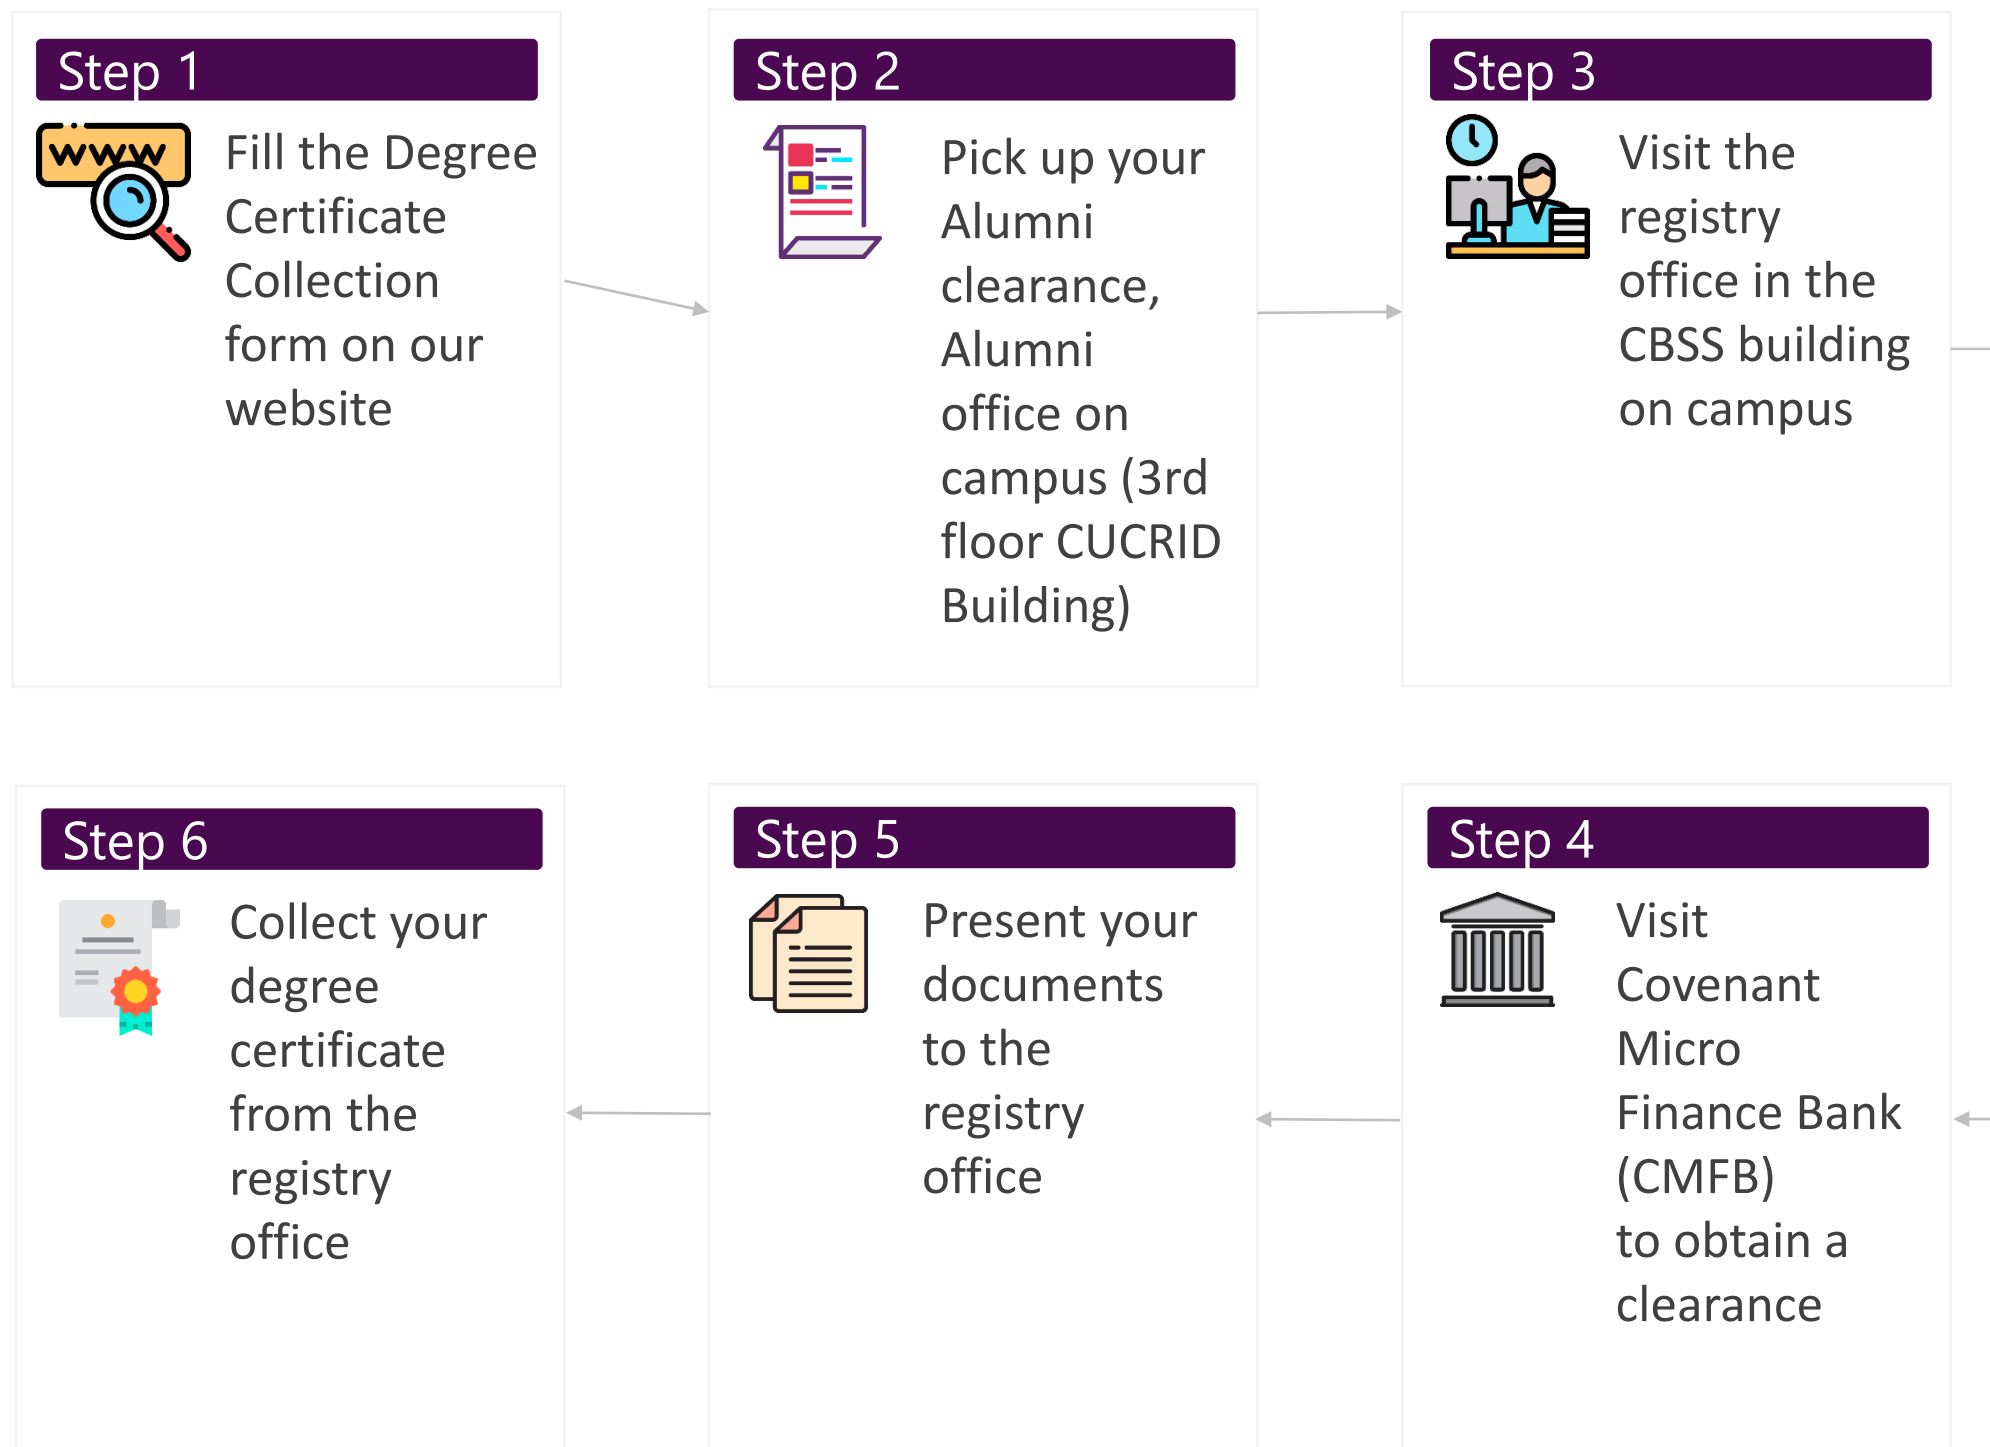 Step 1
www
Fill the Degree
Certificate
Collection
form on our
website
Step 2
Pick up your
Alumni
clearance,
Alumni
office on
campus (3rd
floor CUCRID
Building)
Step 3
Visit the
registry
office in the
CBSS building
on campus
Step 4
Visit
Covenant
Micro
Finance Bank
(CMFB)
to obtain a
clearance
Step 5
Present your
documents
to the
registry
office
Step 6
Collect your
degree
certificate
from the
registry
office